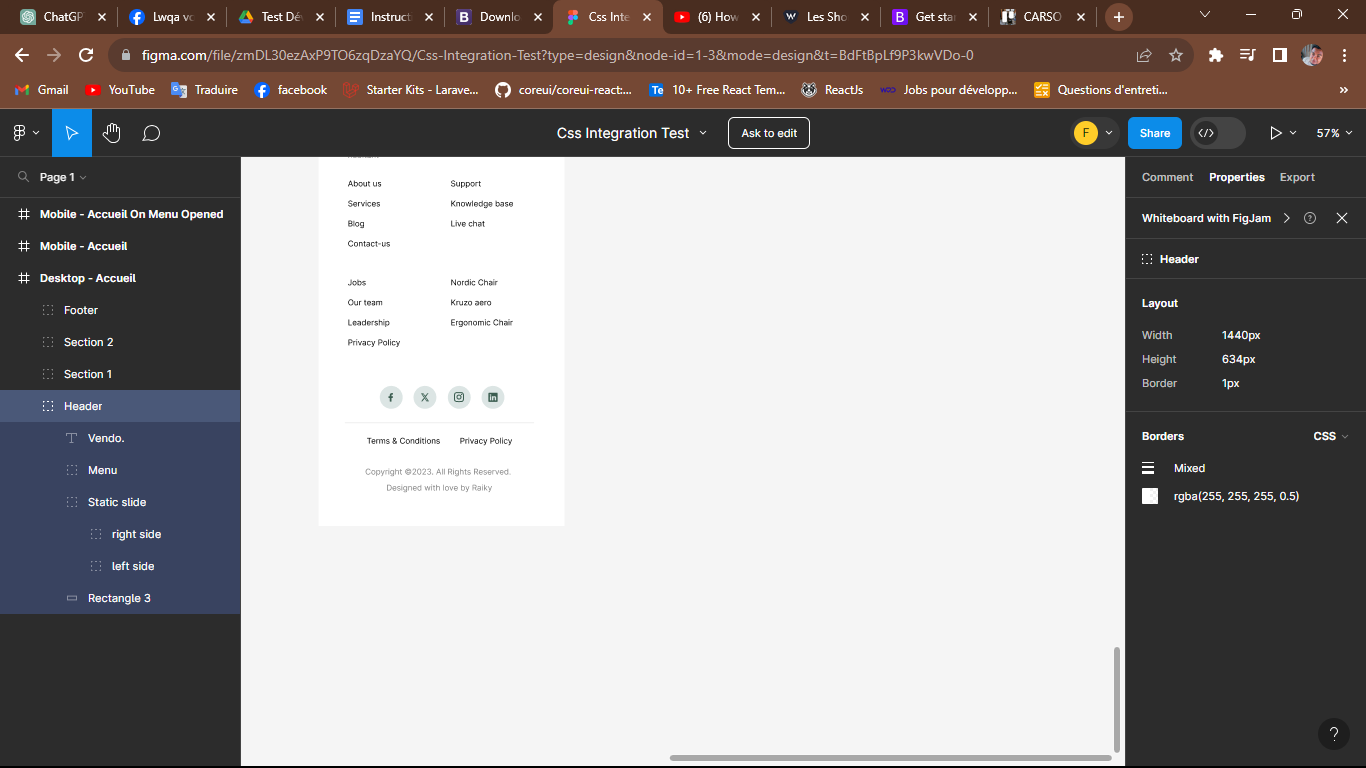 ChatGP
Lwqa vc
Test Dé
Instruct
Downlo
Css Inte
(6) How
Les Sho
Get sta
CARSO
figma.com/file/zmDL30ezAxP9TO6zqDzaYQ/Css-Integration-Test?type=design&node-id=1-3&mode=design&t=BdFtBpLf9P3kwVDo-0
Gmail
YouTube
Traduire
facebook
Starter Kits - Larave...
coreui/coreui-react:...
10+ Free React Tem...
ReactJs
Jobs pour développ...
Questions d'entreti...
»
Css Integration Test
Ask to edit
F
Share
57%
Page 1
Mobile - Accueil On Menu Opened
Mobile - Accueil
Desktop - Accueil
Footer
Section 2
Section 1
Header
Vendo.
Menu
Static slide
right side
left side
Rectangle 3
About us
Services
Blog
Contact-us
Support
Knowledge base
Live chat
Jobs
Our team
Leadership
Privacy Policy
Nordic Chair
Kruzo aero
Ergonomic Chair
Terms & Conditions
Privacy Policy
Copyright ©2023. All Rights Reserved.
Designed with love by Raiky
Comment
Properties
Export
Whiteboard with FigJam
Header
Layout
Width 1440px
Height 634px
Border 1px
Borders
CSS
Mixed
rgba(255, 255, 255, 0.5)
?